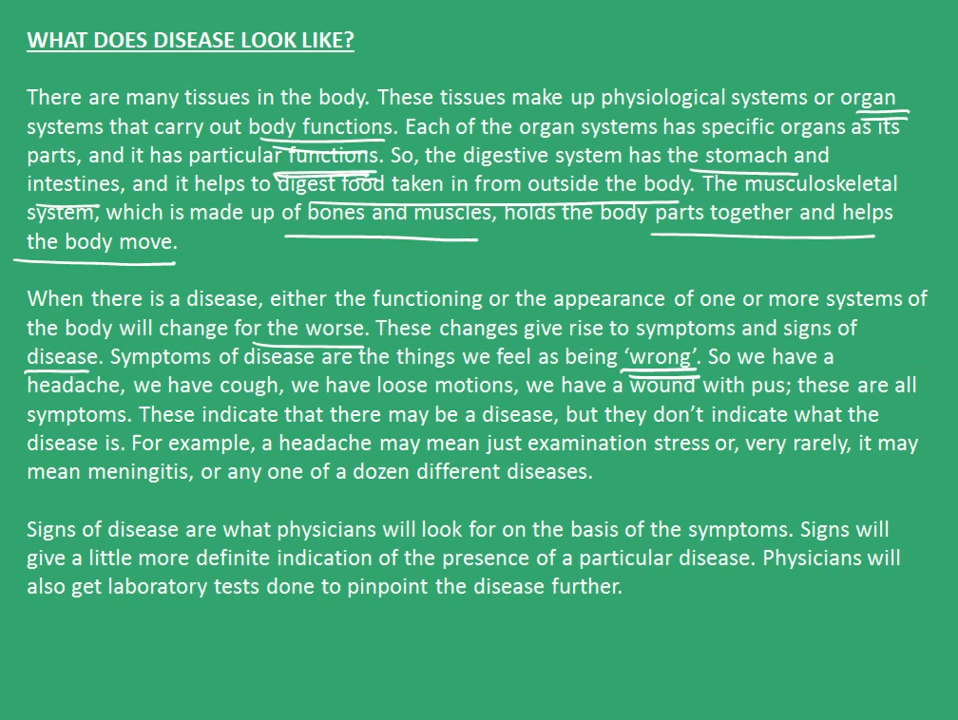 WHAT DOES DISEASE LOOK LIKE?
There are many tissues in the body. These tissues make up physiological systems or organ
systems that carry out body functions. Each of the organ systems has specific organs as its
parts, and it has particular functions. So, the digestive system has the stomach and
intestines, and it helps to digest food taken in from outside the body. The musculoskeletal
system, which is made up of bones and muscles, holds the body parts together and helps
the body move.
When there is a disease, either the functioning or the appearance of one or more systems of
the body will change for the worse. These changes give rise to symptoms and signs of
disease. Symptoms of disease are the things we feel as being ‘wrong’. So we have a
headache, we have cough, we have loose motions, we have a wound with pus; these are all
symptoms. These indicate that there may be a disease, but they don’t indicate what the
disease is. For example, a headache may mean just examination stress or, very rarely, it may
mean meningitis, or any one of a dozen different diseases.
Signs of disease are what physicians will look for on the basis of the symptoms. Signs will
give a little more definite indication of the presence of a particular disease. Physicians will
also get laboratory tests done to pinpoint the disease further.